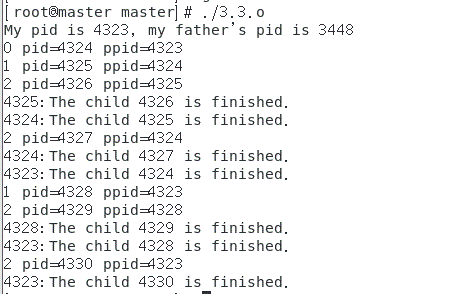 [root@master master]# ./3.3.o
My pid is 4323, my father's pid is 3448
0 pid=4324 ppid=4323
1 pid=4325 ppid=4324
2 pid=4326 ppid=4325
4325:The child 4326 is finished.
4324:The child 4325 is finished.
2 pid=4327 ppid=4324
4324:The child 4327 is finished.
4323:The child 4324 is finished.
1 pid=4328 ppid=4323
2 pid=4329 ppid=4328
4328:The child 4329 is finished.
4323:The child 4328 is finished.
2 pid=4330 ppid=4323
4323:The child 4330 is finished.